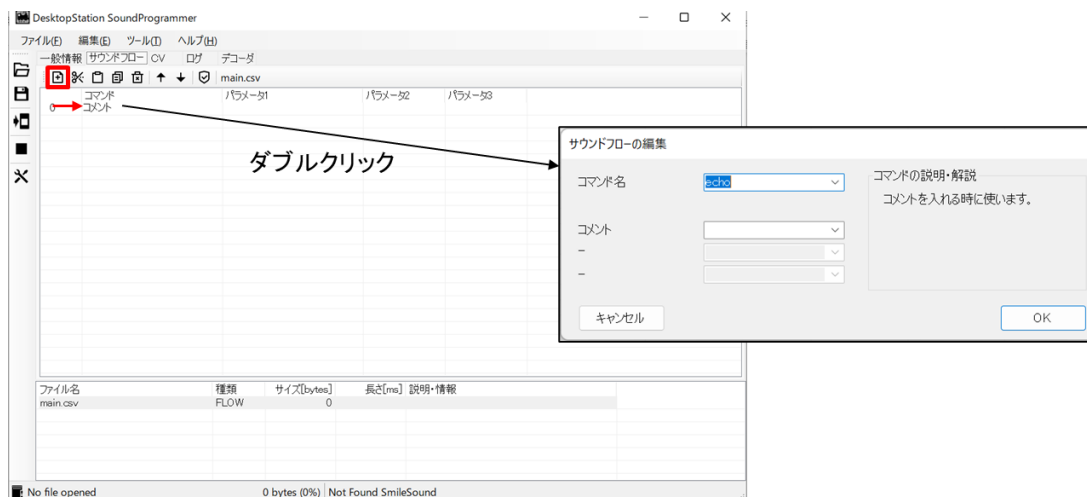 DesktopStation SoundProgrammer
ファイル(F) 編集(E) ツール(T) ヘルプ(H)
一般情報 サウンドフロー CV ログ デコーダ
main.csv
コマンド パラメータ1 パラメータ2 パラメータ3
0 コメント
ダブルクリック
サウンドフローの編集
コマンド名 echo
コマンドの説明・解説
コメントを入れる時に使います。
コメント
-
-
キャンセル OK
ファイル名 種類 サイズ[bytes] 長さ[ms] 説明・情報
main.csv FLOW 0
No file opened 0 bytes (0%) Not Found SmileSound